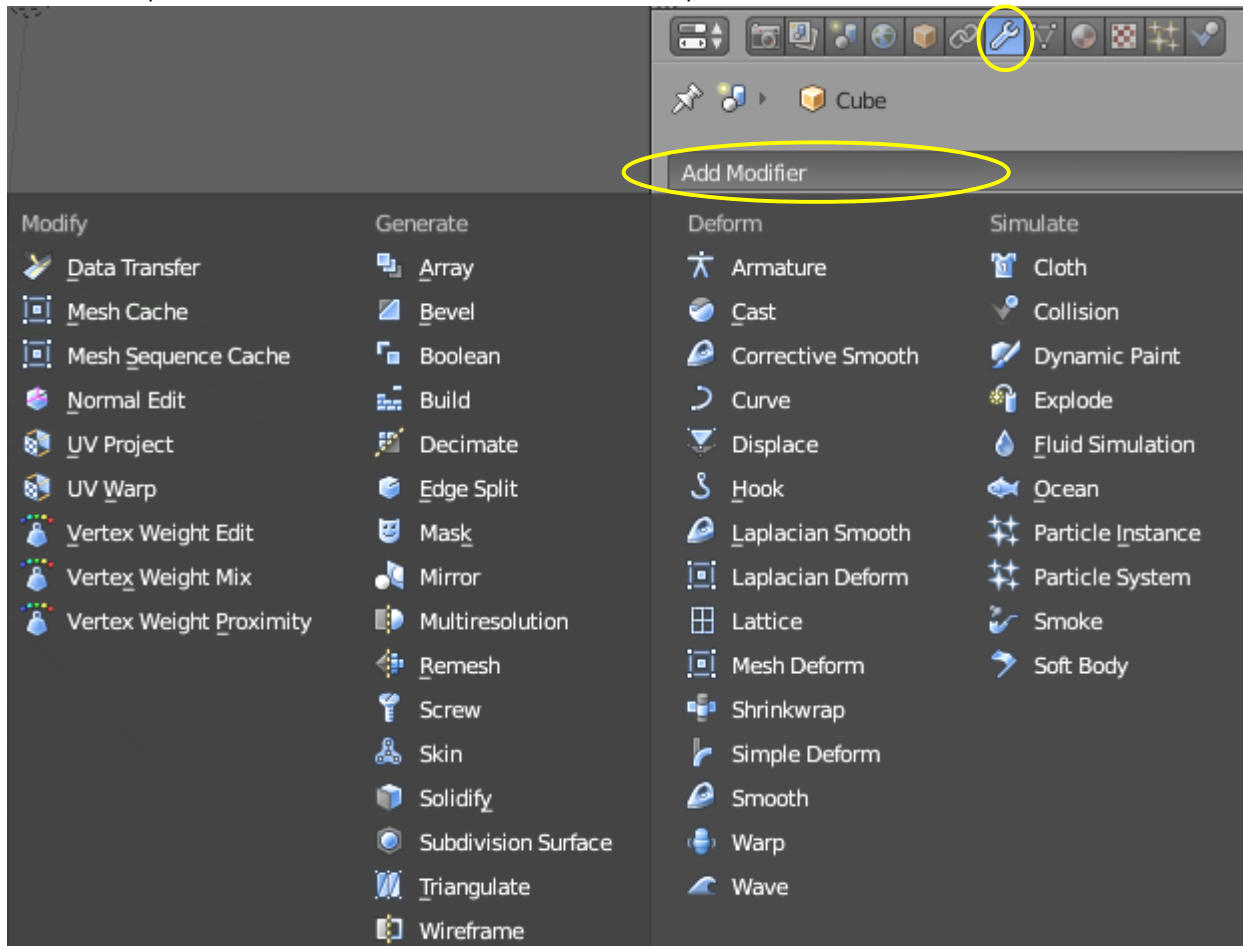 Cube
Add Modifier
Modify
Data Transfer
Mesh Cache
Mesh Sequence Cache
Normal Edit
UV Project
UV Warp
Vertex Weight Edit
Vertex Weight Mix
Vertex Weight Proximity
Generate
Array
Bevel
Boolean
Build
Decimate
Edge Split
Mask
Mirror
Multiresolution
Remesh
Screw
Skin
Solidify
Subdivision Surface
Triangulate
Wireframe
Deform
Armature
Cast
Corrective Smooth
Curve
Displace
Hook
Laplacian Smooth
Laplacian Deform
Lattice
Mesh Deform
Shrinkwrap
Simple Deform
Smooth
Warp
Wave
Simulate
Cloth
Collision
Dynamic Paint
Explode
Fluid Simulation
Ocean
Particle Instance
Particle System
Smoke
Soft Body